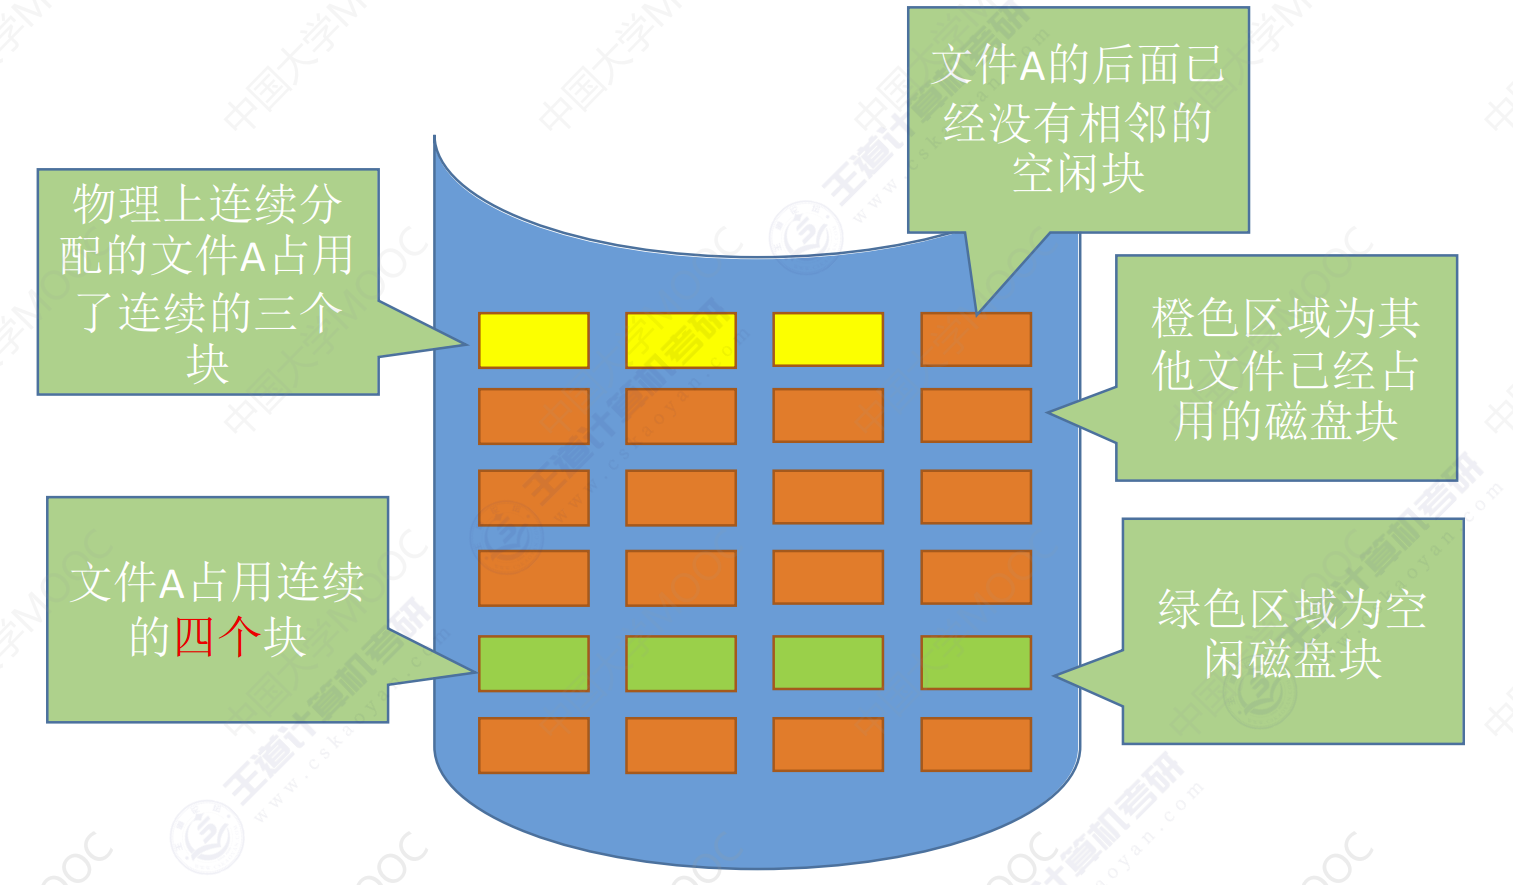 文件A的后面已
经没有相邻的
空闲块
物理上连续分
配的文件A占用
了连续的三个
块
橙色区域为其
他文件已经占
用的磁盘块
文件A占用连续
的四个块
绿色区域为空
闲磁盘块
中国大学MOOC
王道计算机考研
www.cskaoyan.com